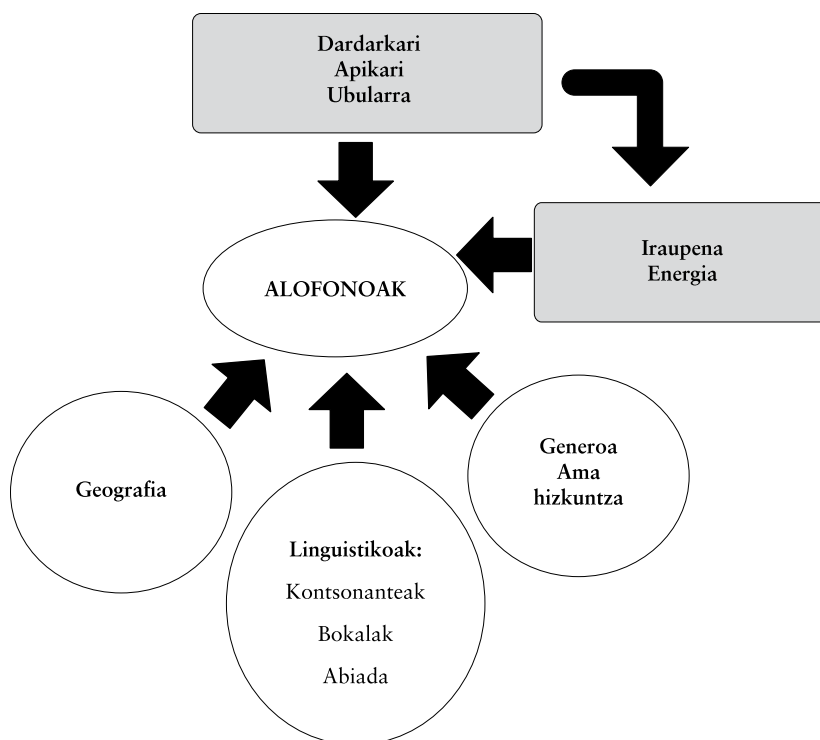 Dardarkari
Apikari
Ubularra
Iraupena
Energia
ALOFONOAK
Geografia
Linguistikoak:
Kontsonanteak
Bokalak
Abiada
Generoa
Ama
hizkuntza